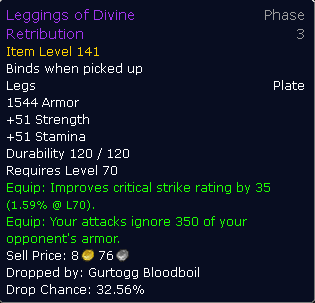 Leggings of Divine Phase
Retribution 3
Item Level 141
Binds when picked up
Legs Plate
1544 Armor
+51 Strength
+51 Stamina
Durability 120 / 120
Requires Level 70
Equip: Improves critical strike rating by 35
(1.59% @ L70).
Equip: Your attacks ignore 350 of your
opponent's armor.
Sell Price: 8 76
Dropped by: Gurtogg Bloodboil
Drop Chance: 32.56%